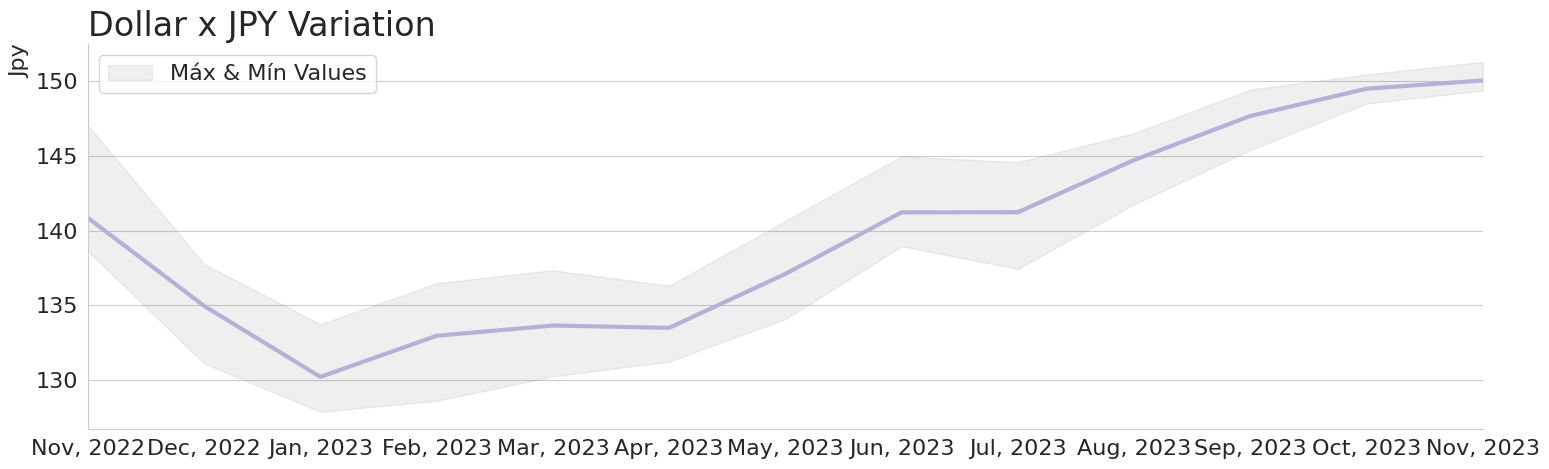 Dollar x JPY Variation
Jpy
Máx & Mín Values
150
145
140
135
130
Nov, 2022 Dec, 2022 Jan, 2023 Feb, 2023 Mar, 2023 Apr, 2023 May, 2023 Jun, 2023 Jul, 2023 Aug, 2023 Sep, 2023 Oct, 2023 Nov, 2023